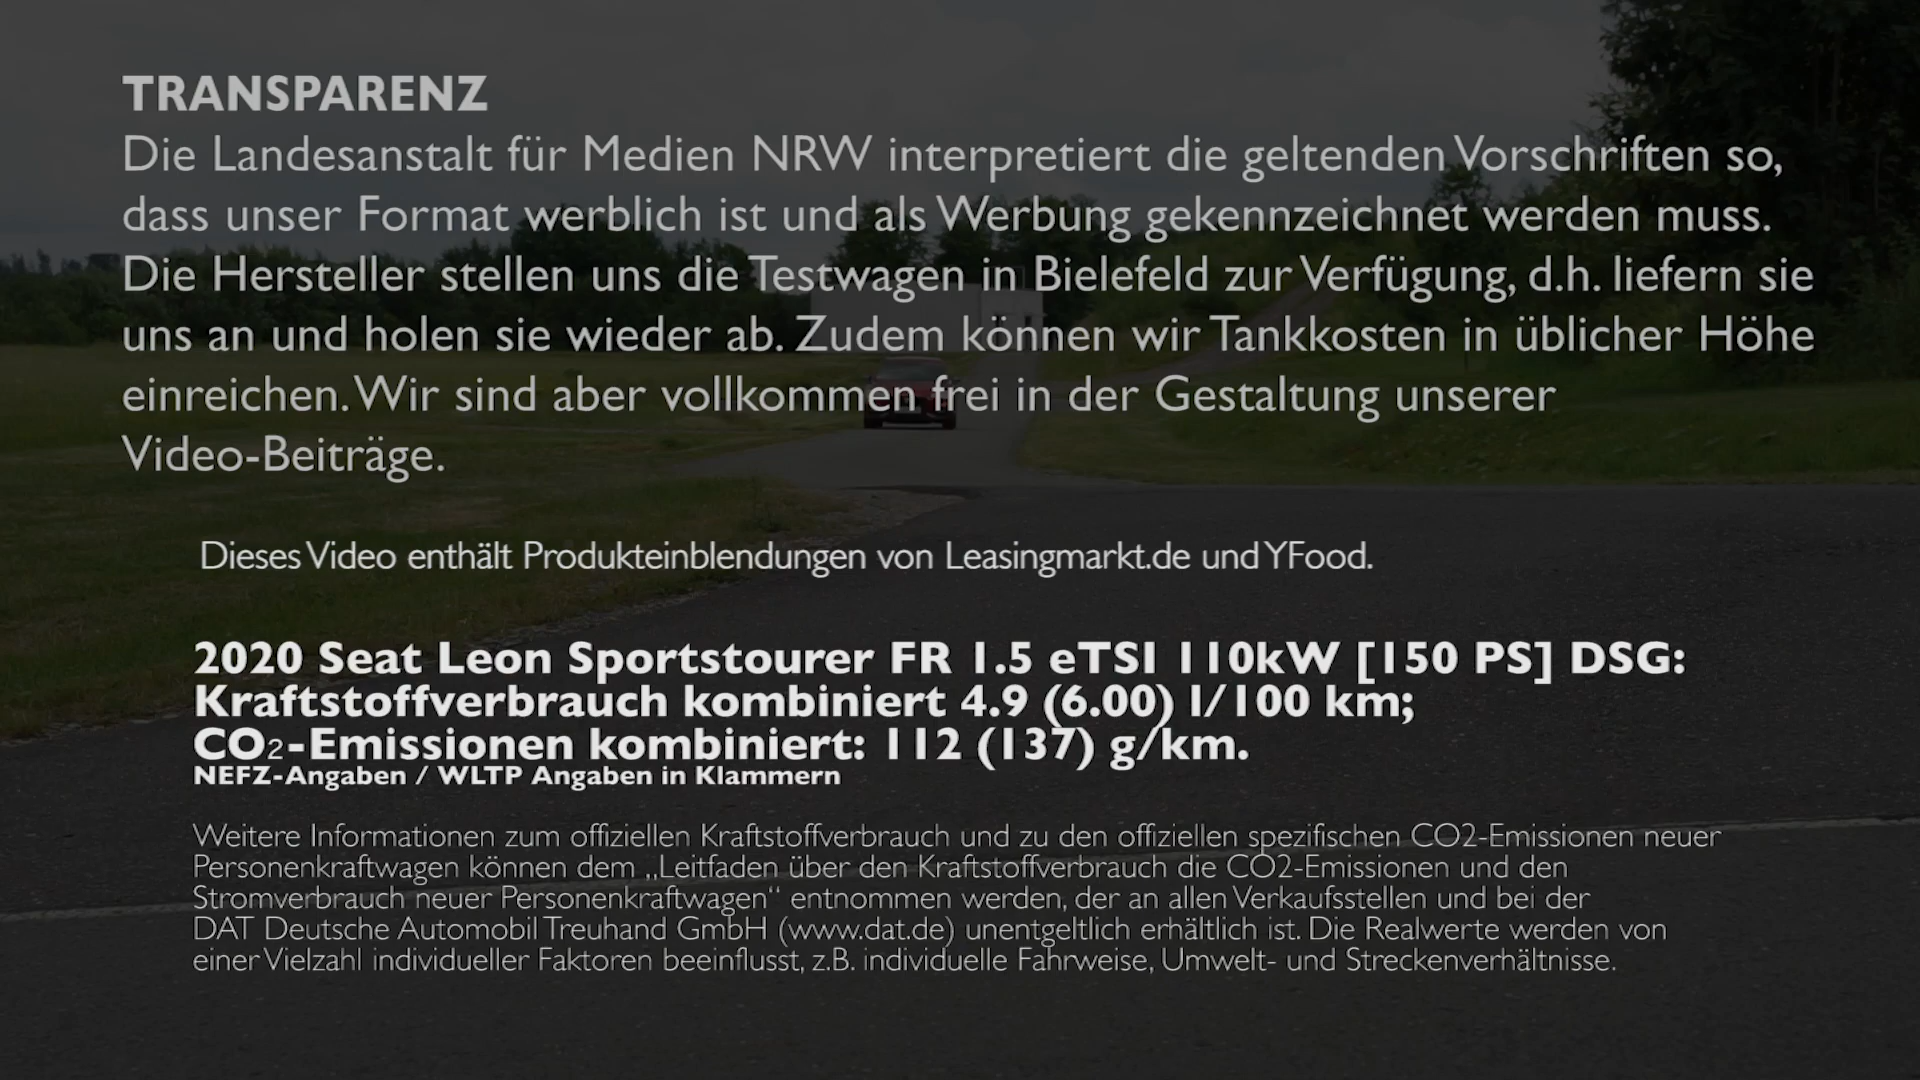 TRANSPARENZ
Die Landesanstalt für Medien NRW interpretiert die geltenden Vorschriften so,
dass unser Format werblich ist und als Werbung gekennzeichnet werden muss.
Die Hersteller stellen uns die Testwagen in Bielefeld zur Verfügung, d.h. liefern sie
uns an und holen sie wieder ab. Zudem können wir Tankkosten in üblicher Höhe
einreichen. Wir sind aber vollkommen frei in der Gestaltung unserer
Video-Beiträge.
Dieses Video enthält Produkteinblendungen von Leasingmarkt.de und YFood.
2020 Seat Leon Sportstourer FR 1.5 eTSI 110kW [150 PS] DSG:
Kraftstoffverbrauch kombiniert 4.9 (6.00) l/100 km;
CO2-Emissionen kombiniert: 112 (137) g/km.
NEFZ-Angaben / WLTP Angaben in Klammern
Weitere Informationen zum offiziellen Kraftstoffverbrauch und zu den offiziellen spezifischen CO2-Emissionen neuer
Personenkraftwagen können dem „Leitfaden über den Kraftstoffverbrauch die CO2-Emissionen und den
Stromverbrauch neuer Personenkraftwagen“ entnommen werden, der an allen Verkaufsstellen und bei der
DAT Deutsche Automobil Treuhand GmbH (www.dat.de) unentgeltlich erhältlich ist. Die Realwerte werden von
einer Vielzahl individueller Faktoren beeinflusst, z.B. individuelle Fahrweise, Umwelt- und Streckenverhältnisse.